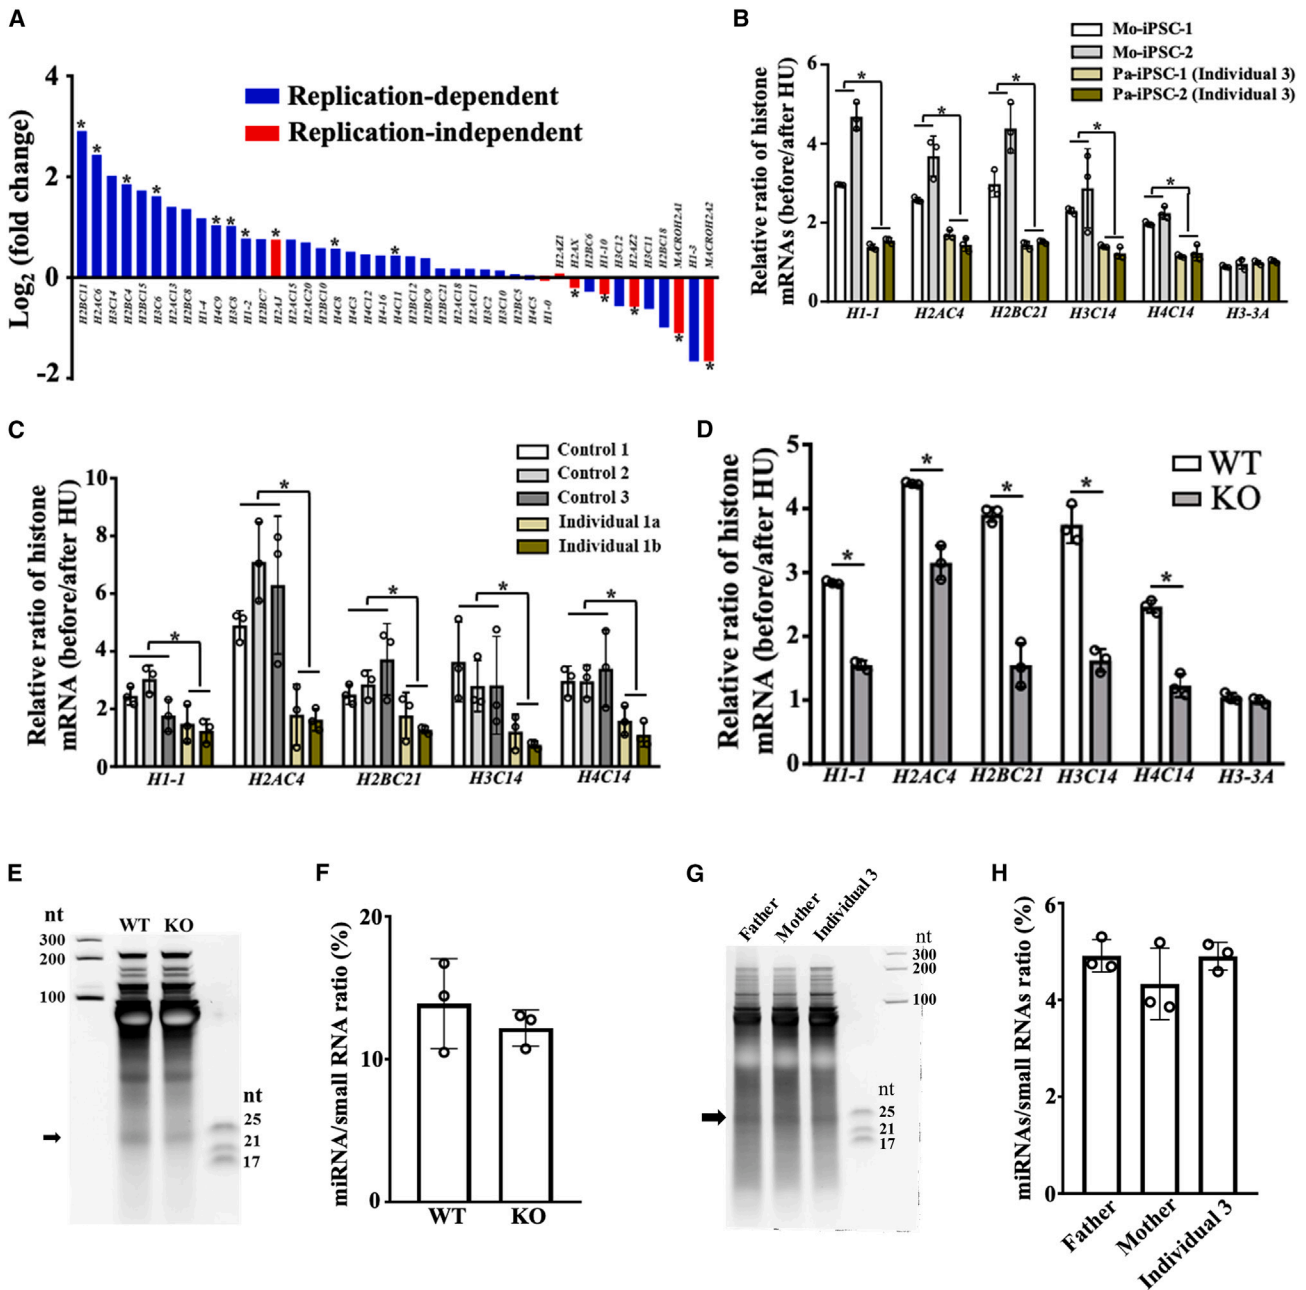 A
4
2
0
-2
Log2 (fold change)
Replication-dependent
Replication-independent
* * * * * * * * * *
H2BC11
H2AC6
H3C14
H2BC4
H2BC15
H3C6
H2AC13
H2BC8
H1-4
H4C9
H3C8
H1-2
H2BC7
H2AJ
H2AC15
H2AC20
H2BC10
H4C8
H4C3
H4C12
H4-16
H4C11
H2BC12
H2BC9
H2BC21
H2AC18
H2AC11
H3C2
H3C10
H2BC5
H4C5
H1-0
H2AZ1
H2AX
H2BC6
H1-10
H3C12
H2AZ2
H3C11
H2BC18
MACROH2A1
H1-3
MACROH2A2
* * * * *
B
Mo-iPSC-1
Mo-iPSC-2
Pa-iPSC-1 (Individual 3)
Pa-iPSC-2 (Individual 3)
Relative ratio of histone
mRNAs (before/after HU)
6
4
2
0
* * * * *
H1-1 H2AC4 H2BC21 H3C14 H4C14 H3-3A
C
Control 1
Control 2
Control 3
Individual 1a
Individual 1b
Relative ratio of histone
mRNA (before/after HU)
10
8
6
4
2
0
* * * * *
H1-1 H2AC4 H2BC21 H3C14 H4C14
D
WT
KO
Relative ratio of histone
mRNA (before/after HU)
5
4
3
2
1
0
* * * * *
H1-1 H2AC4 H2BC21 H3C14 H4C14 H3-3A
E
nt
WT KO
300
200
100
nt
25
21
17
F
miRNA/small RNA ratio (%)
20
10
0
WT KO
G
Father
Mother
Individual 3
nt
300
200
100
nt
25
21
17
H
miRNAs/small RNAs ratio (%)
6
4
2
0
Father
Mother
Individual 3